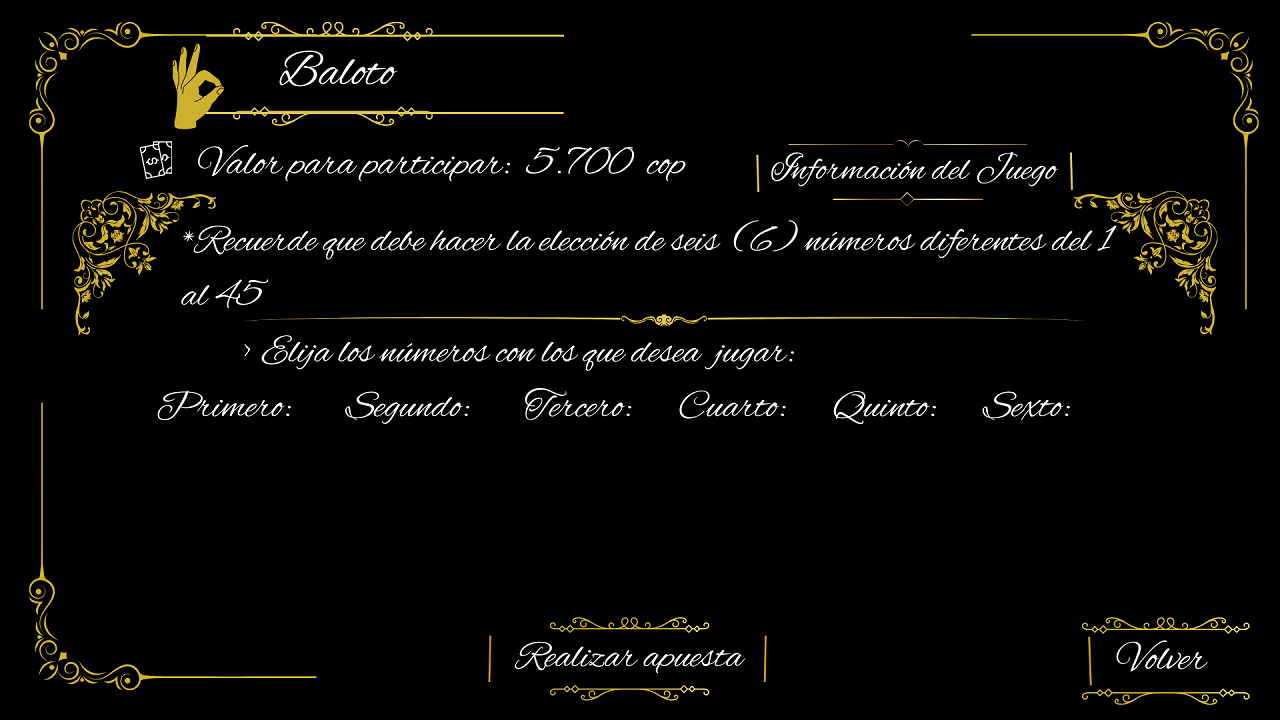 Baloto
Valor para participar: 5.700 cop
Información del Juego
*Recuerde que debe hacer la elección de seis (6) números diferentes del 1
al 45
> Elija los números con los que desea jugar:
Primero: Segundo: Tercero: Cuarto: Quinto: Sexto:
Realizar apuesta
Volver